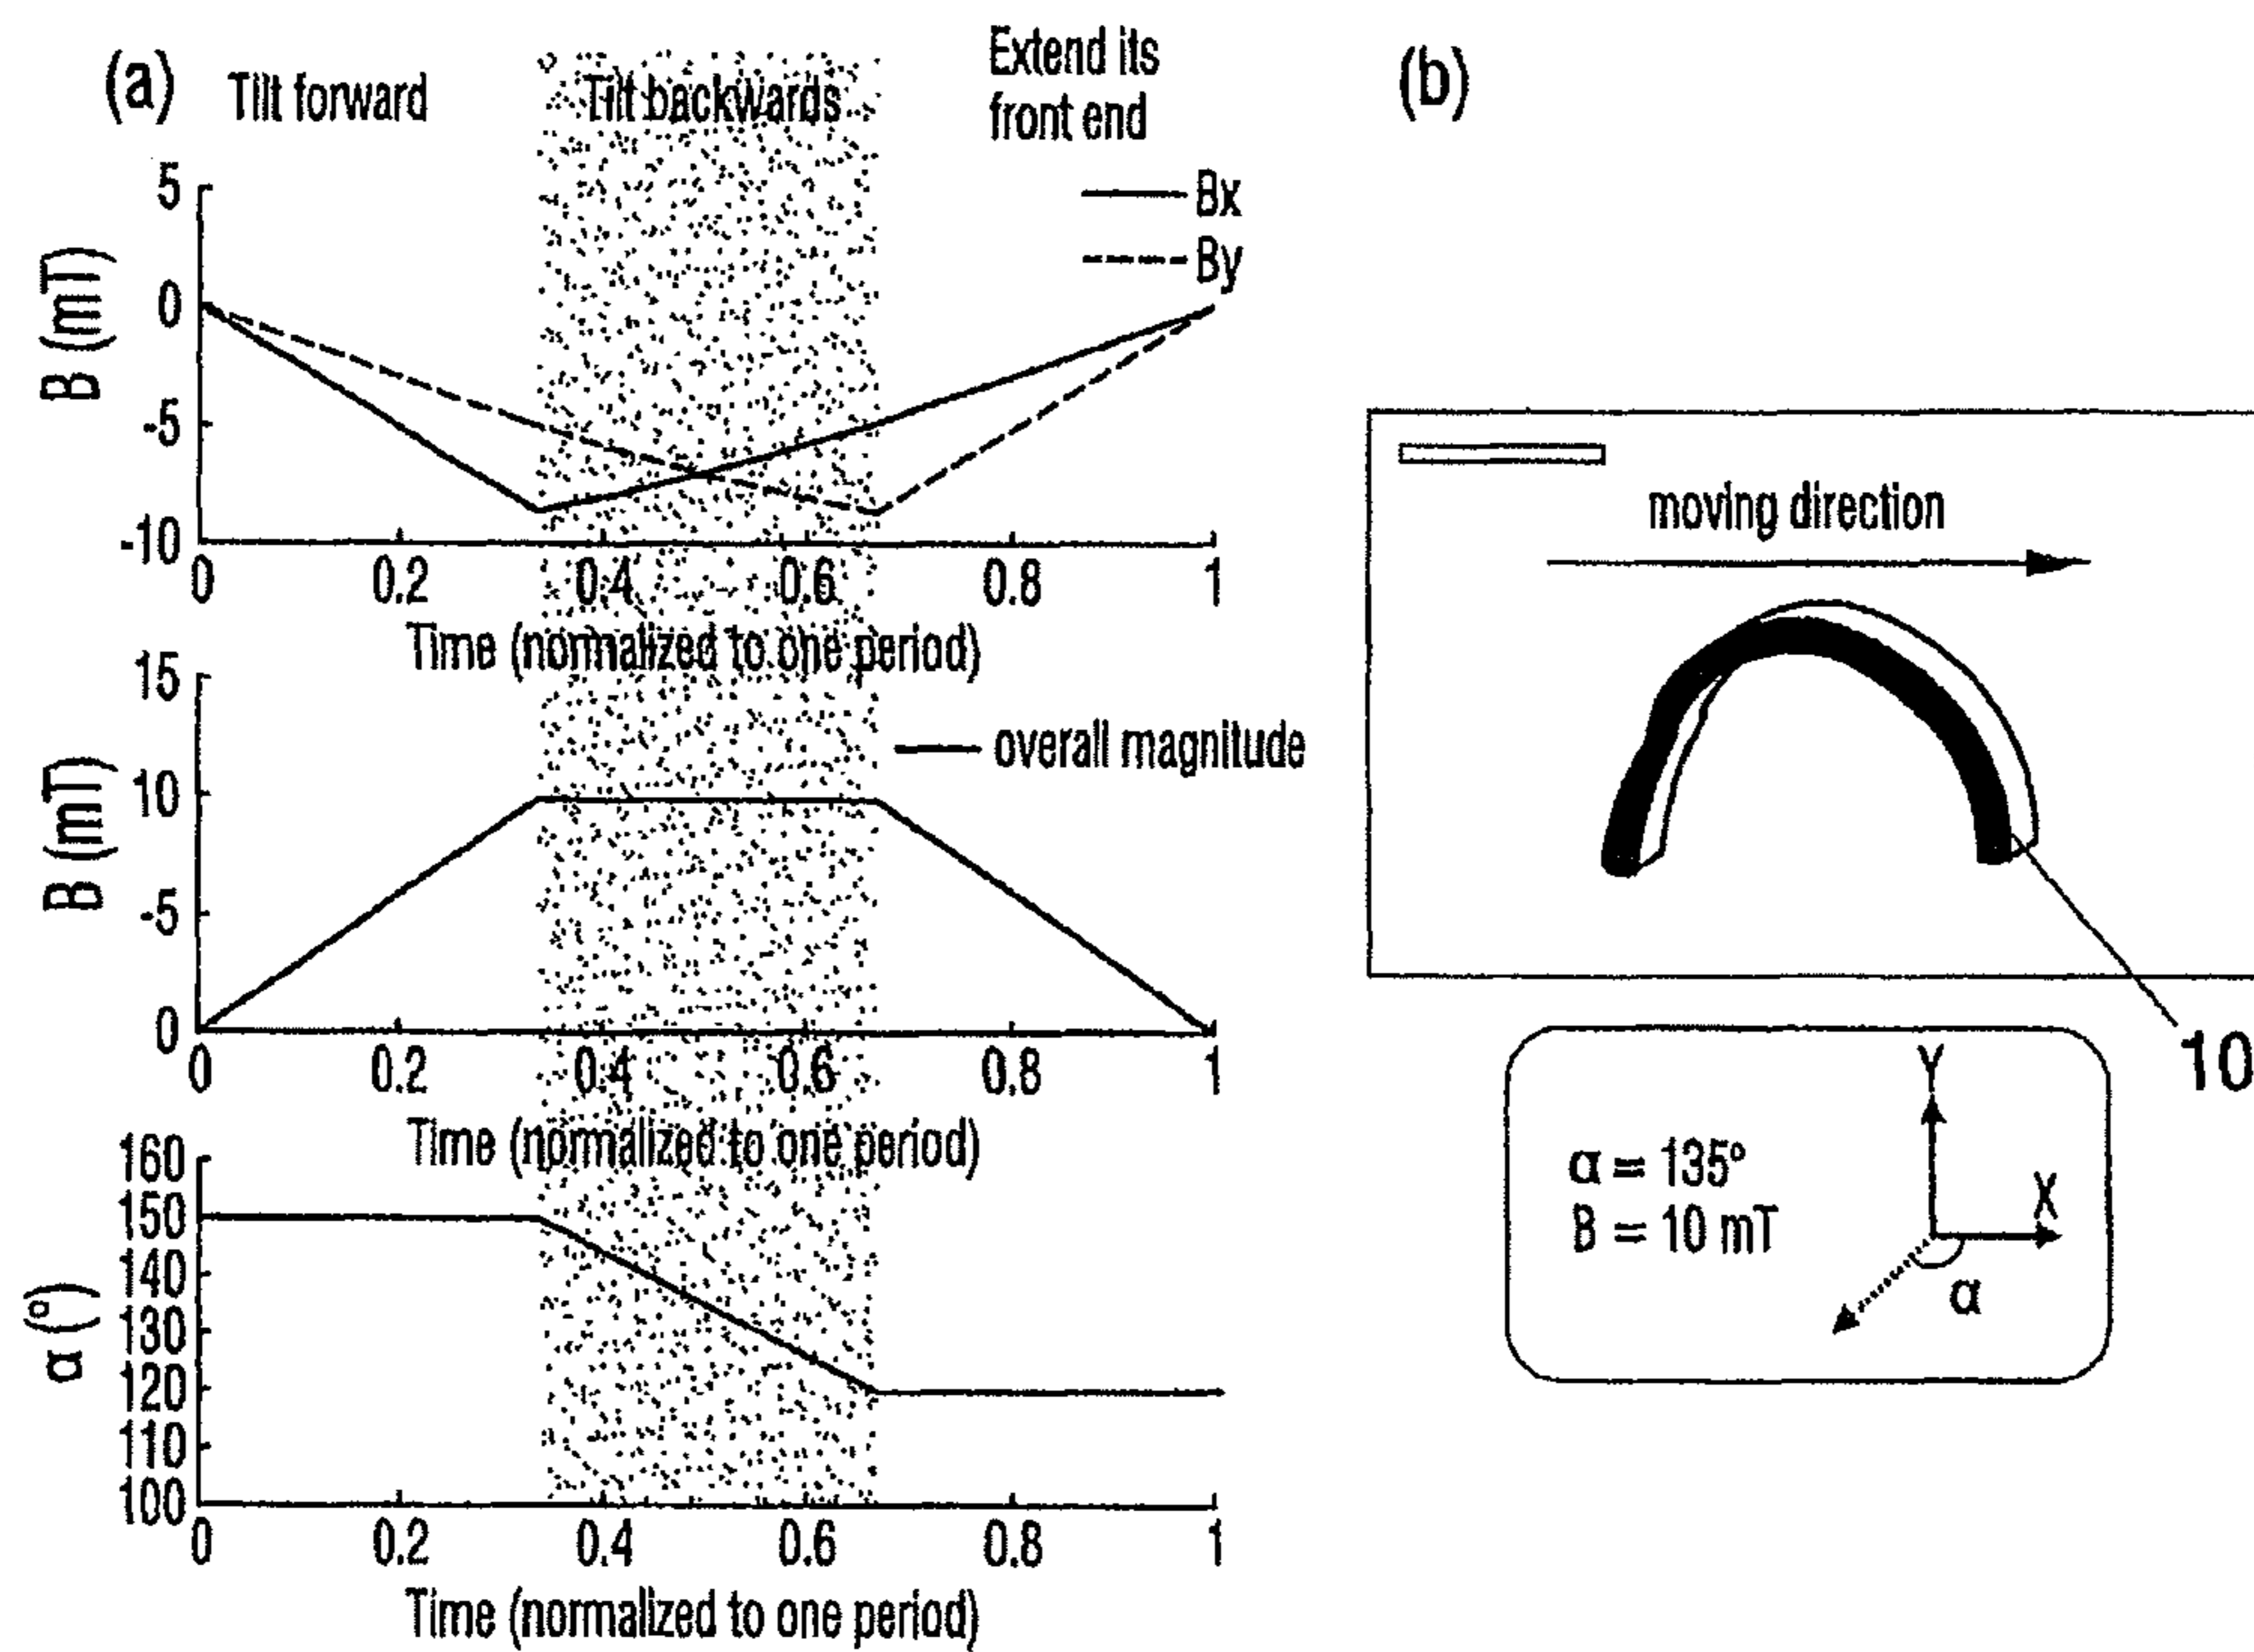 (a)
Tilt forward
Tilt backwards
Extend its
front end
Bx
By
B (mT)
5
0
-5
-10
0 0.2 0.4 0.6 0.8 1
Time (normalized to one period)
overall magnitude
B (mT)
15
10
-5
0
0 0.2 0.4 0.6 0.8 1
Time (normalized to one period)
α (°)
160
150
140
130
120
110
100
0 0.2 0.4 0.6 0.8 1
Time (normalized to one period)
(b)
moving direction
10
α = 135°
B = 10 mT
Y
X
α